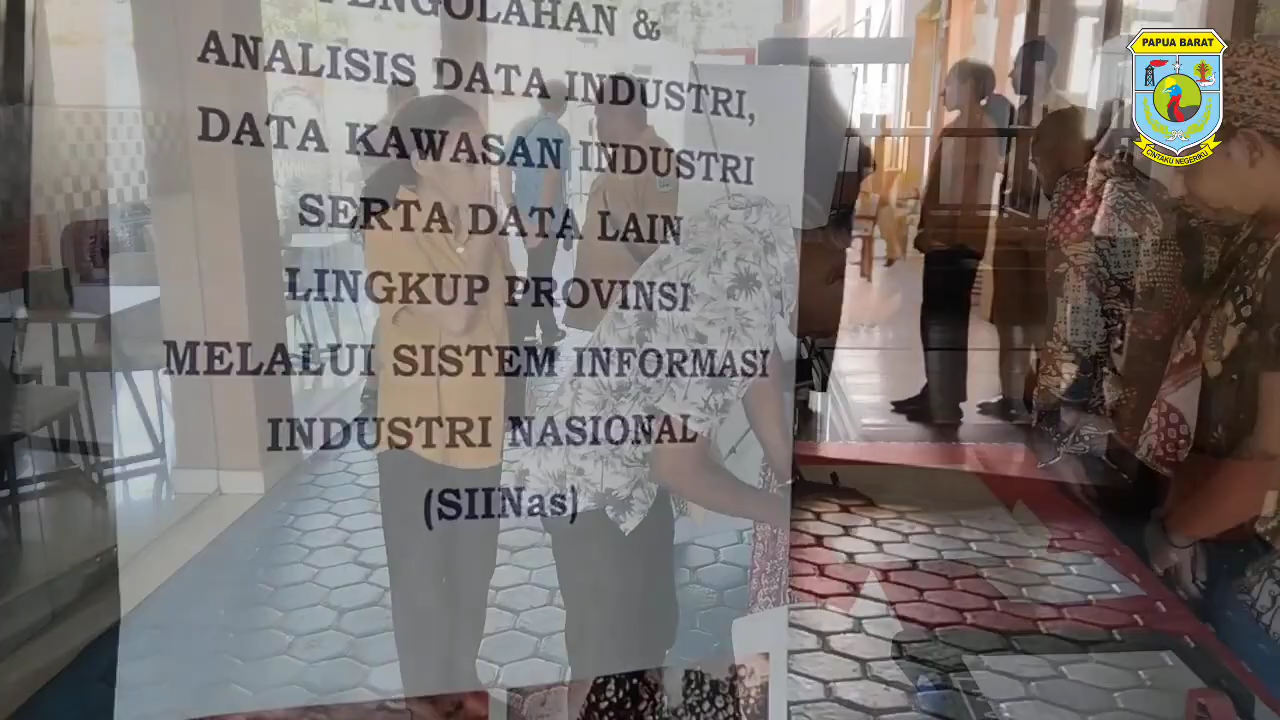 PENGOLAHAN &
ANALISIS DATA INDUSTRI,
DATA KAWASAN INDUSTRI
SERTA DATA LAIN
LINGKUP PROVINSI
MELALUI SISTEM INFORMASI
INDUSTRI NASIONAL
(SIINas)
PAPUA BARAT
CINTAKU NEGERIKU